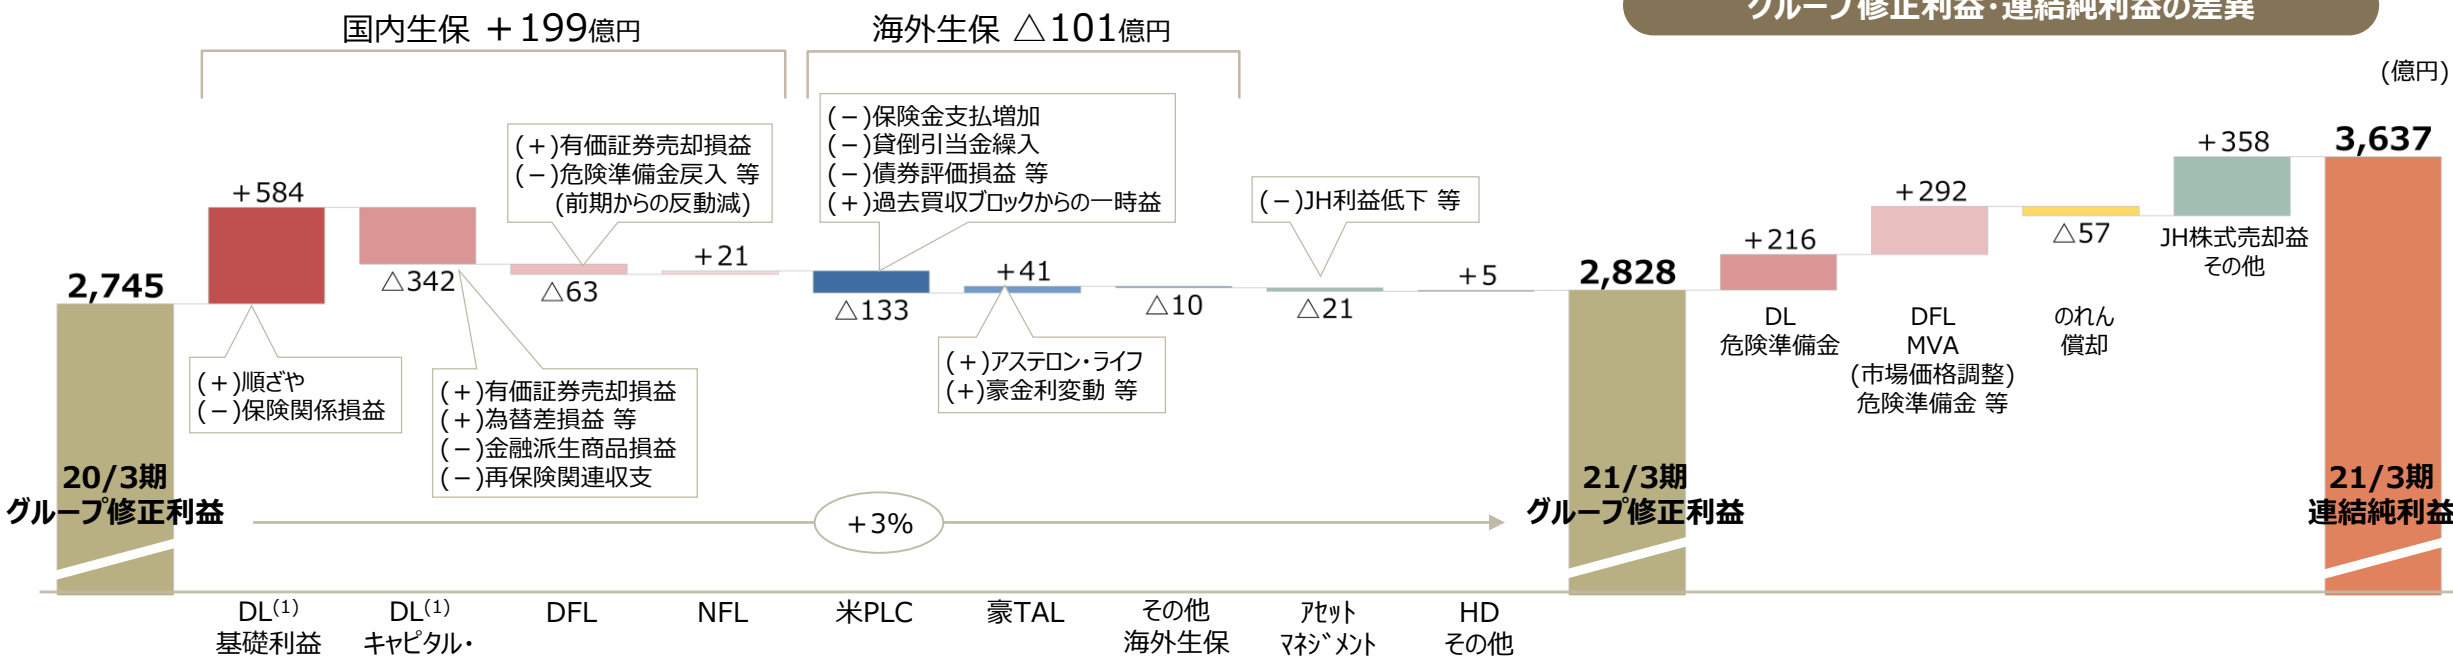 国内生保 +199億円
海外生保 △101億円
グループ修正利益・連結純利益の差異
(億円)
2,745
+584
△342
△63
+21
△133
+41
△10
△21
+5
2,828
+216
+292
△57
+358
3,637
(+)有価証券売却損益
(-)危険準備金戻入 等
(前期からの反動減)
(-)保険金支払増加
(-)貸倒引当金繰入
(-)債券評価損益 等
(+)過去買収ブロックからの一時益
(-)JH利益低下 等
(+)順ざや
(-)保険関係損益
(+)有価証券売却損益
(+)為替差損益 等
(-)金融派生商品損益
(-)再保険関連収支
(+)アステロン・ライフ
(+)豪金利変動 等
DL
危険準備金
DFL
MVA
(市場価格調整)
危険準備金 等
のれん
償却
JH株式売却益
その他
20/3期
グループ修正利益
+3%
21/3期
グループ修正利益
21/3期
連結純利益
DL(1)
基礎利益
DL(1)
キャピタル・
DFL
NFL
米PLC
豪TAL
その他
海外生保
アセット
マネジメント
HD
その他